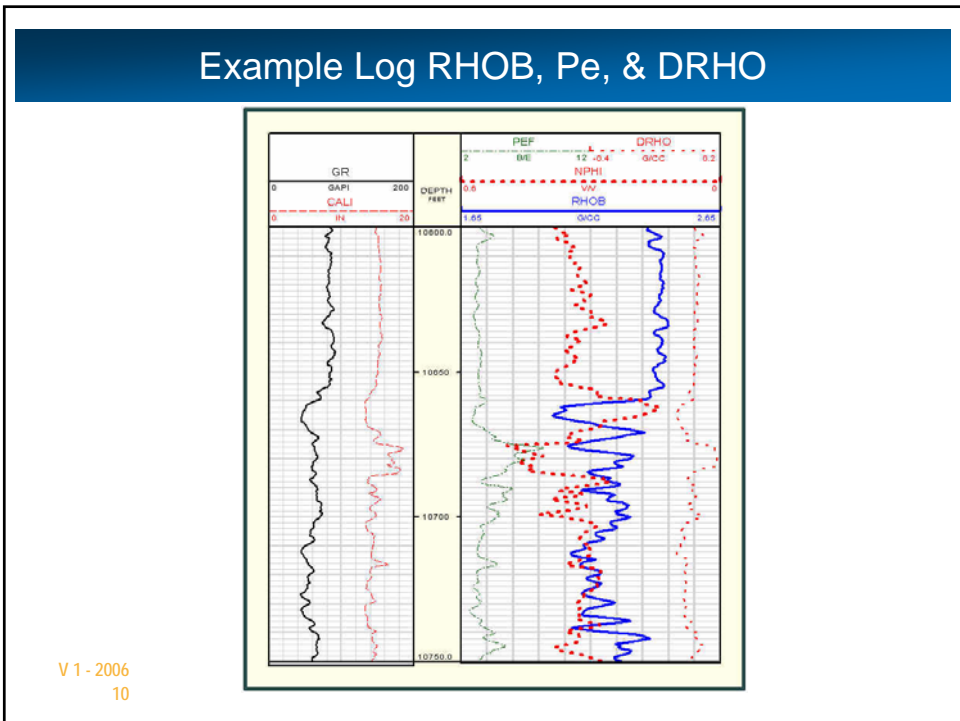 Example Log RHOB, Pe, & DRHO
PEF DRHO
2 B/E 12 -0.4 G/CC 0.2
NPHI
GR
0 GAPI 200 DEPTH 0.6 V/V 0
FEET
CALI RHOB
0 IN 20 1.65 G/CC 2.65
10600.0
10650
10700
10750.0
V 1 - 2006
10